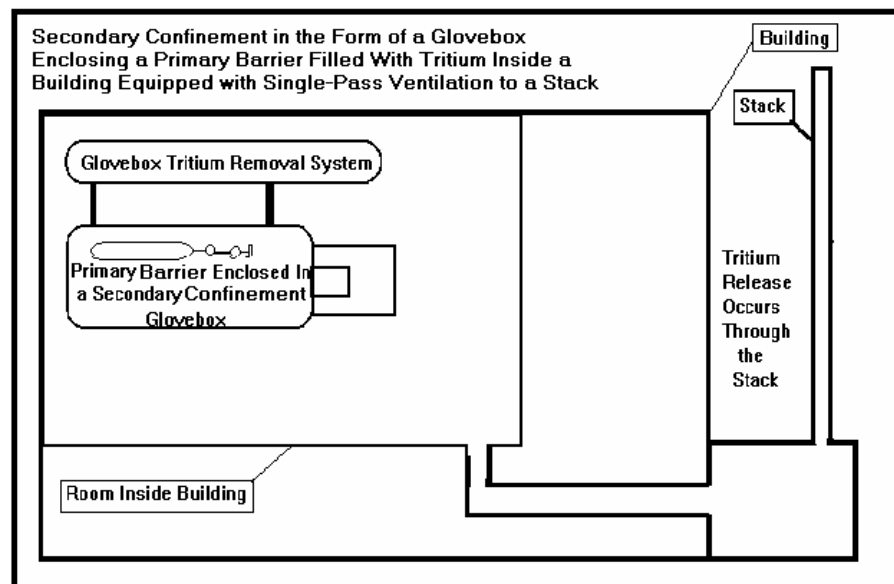 Secondary Confinement in the Form of a Glovebox
Enclosing a Primary Barrier Filled With Tritium Inside a
Building Equipped with Single-Pass Ventilation to a Stack
Building
Stack
Glovebox Tritium Removal System
Primary Barrier Enclosed In
a Secondary Confinement
Glovebox
Tritium
Release
Occurs
Through
the
Stack
Room Inside Building